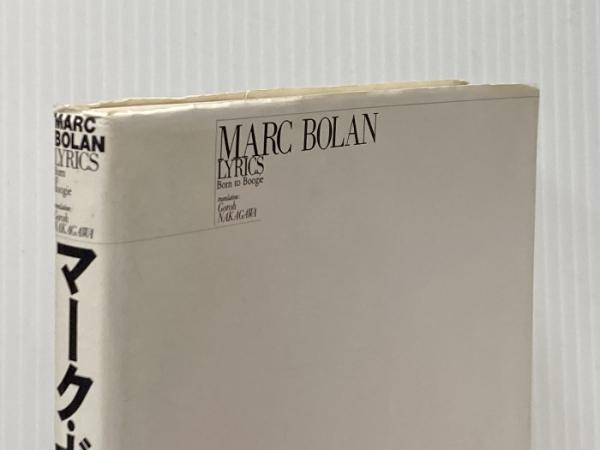 MARC
BOLAN
LYRICS
Born
to
Boogie
translation:
Goroh
NAKAGAWA
マーク・ボ
MARC BOLAN
LYRICS
Born to Boogie
translation:
Goroh
NAKAGAWA